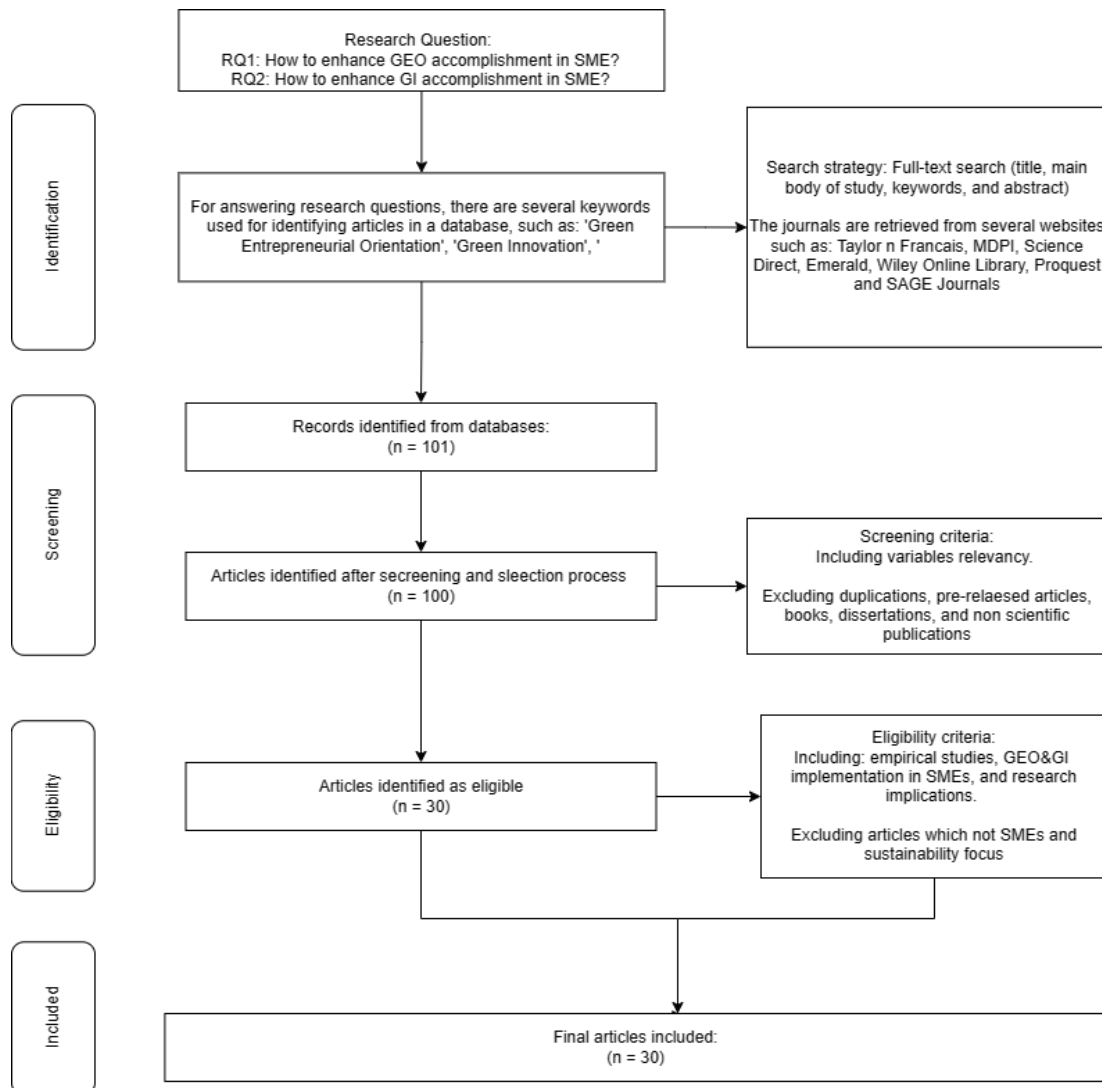 Research Question:
RQ1: How to enhance GEO accomplishment in SME?
RQ2: How to enhance GI accomplishment in SME?
Identification
For answering research questions, there are several keywords
used for identifying articles in a database, such as: 'Green
Entrepreneurial Orientation', 'Green Innovation', '
Search strategy: Full-text search (title, main
body of study, keywords, and abstract)
The journals are retrieved from several websites
such as: Taylor n Francais, MDPI, Science
Direct, Emerald, Wiley Online Library, Proquest
and SAGE Journals
Screening
Records identified from databases:
(n = 101)
Articles identified after secreening and sleection process
(n = 100)
Screening criteria:
Including variables relevancy.
Excluding duplications, pre-relaesed articles,
books, dissertations, and non scientific
publications
Eligibility
Articles identified as eligible
(n = 30)
Eligibility criteria:
Including: empirical studies, GEO&GI
implementation in SMEs, and research
implications.
Excluding articles which not SMEs and
sustainability focus
Included
Final articles included:
(n = 30)